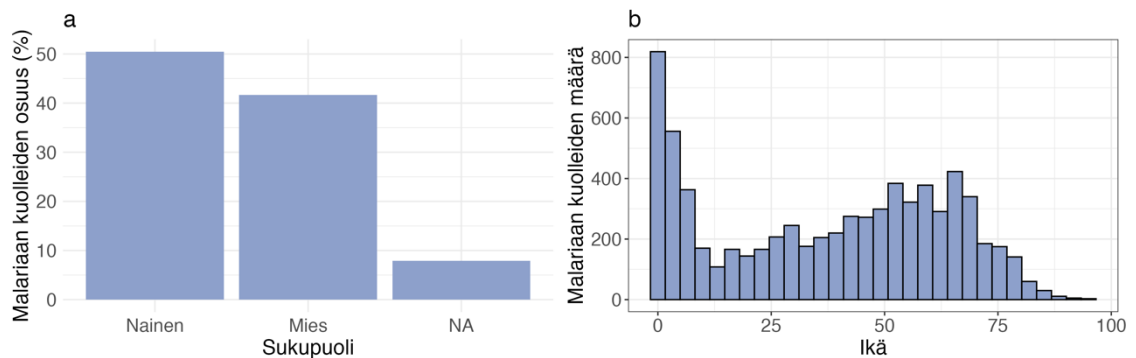 a
Malariaan kuolleiden osuus (%)
50
40
30
20
10
0
Nainen Mies NA
Sukupuoli
b
Malariaan kuolleiden määrä
800
600
400
200
0
0 25 50 75 100
Ikä